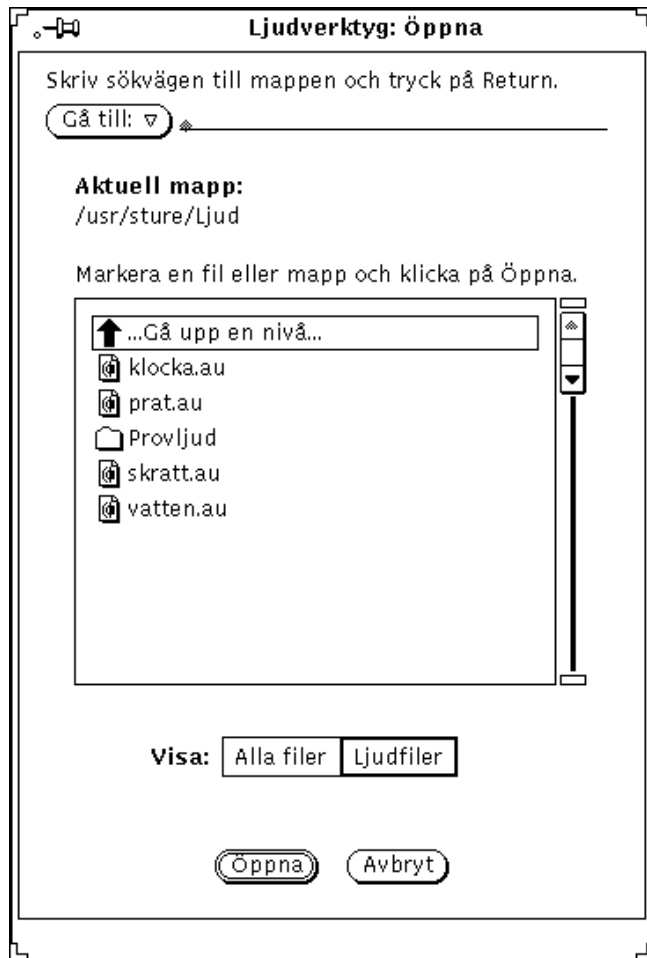 Ljudverktyg: Öppna
Skriv sökvägen till mappen och tryck på Return.
Gå till:
Aktuell mapp:
/usr/sture/Ljud
Markera en fil eller mapp och klicka på Öppna.
...Gå upp en nivå...
klocka.au
prat.au
Provljud
skratt.au
vatten.au
Visa: Alla filer Ljudfiler
Öppna Avbryt